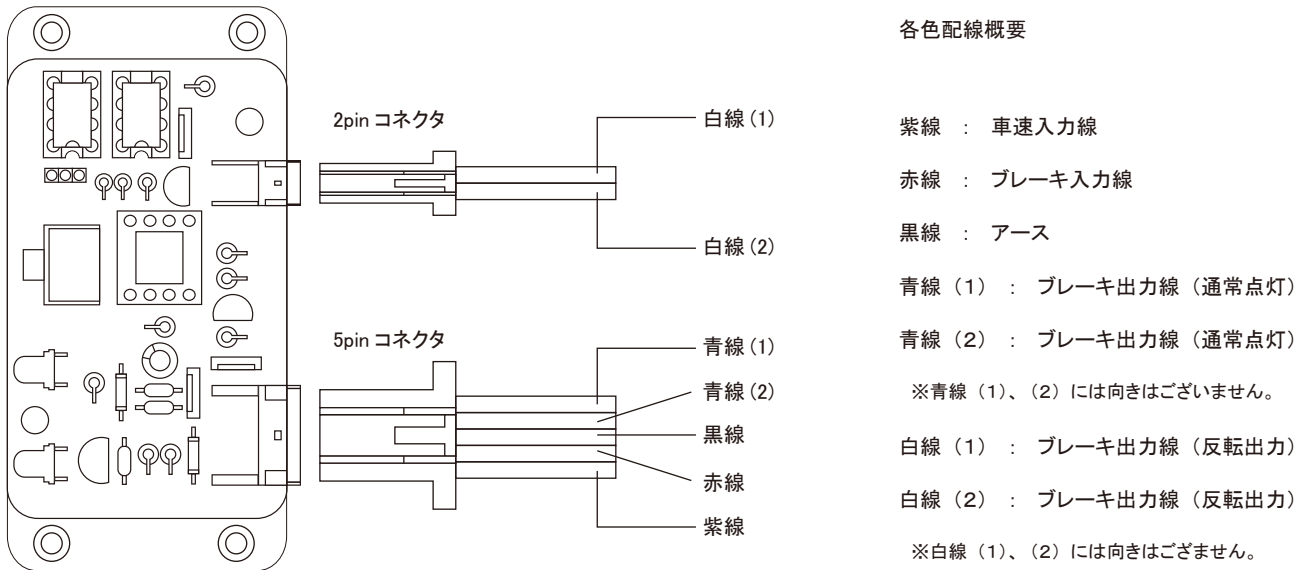 2pin コネクタ
白線(1)
白線(2)
5pin コネクタ
青線(1)
青線(2)
黒線
赤線
紫線
各色配線概要
紫線 : 車速入力線
赤線 : ブレーキ入力線
黒線 : アース
青線(1) : ブレーキ出力線(通常点灯)
青線(2) : ブレーキ出力線(通常点灯)
※青線(1)、(2)には向きはございません。
白線(1) : ブレーキ出力線(反転出力)
白線(2) : ブレーキ出力線(反転出力)
※白線(1)、(2)には向きはござません。